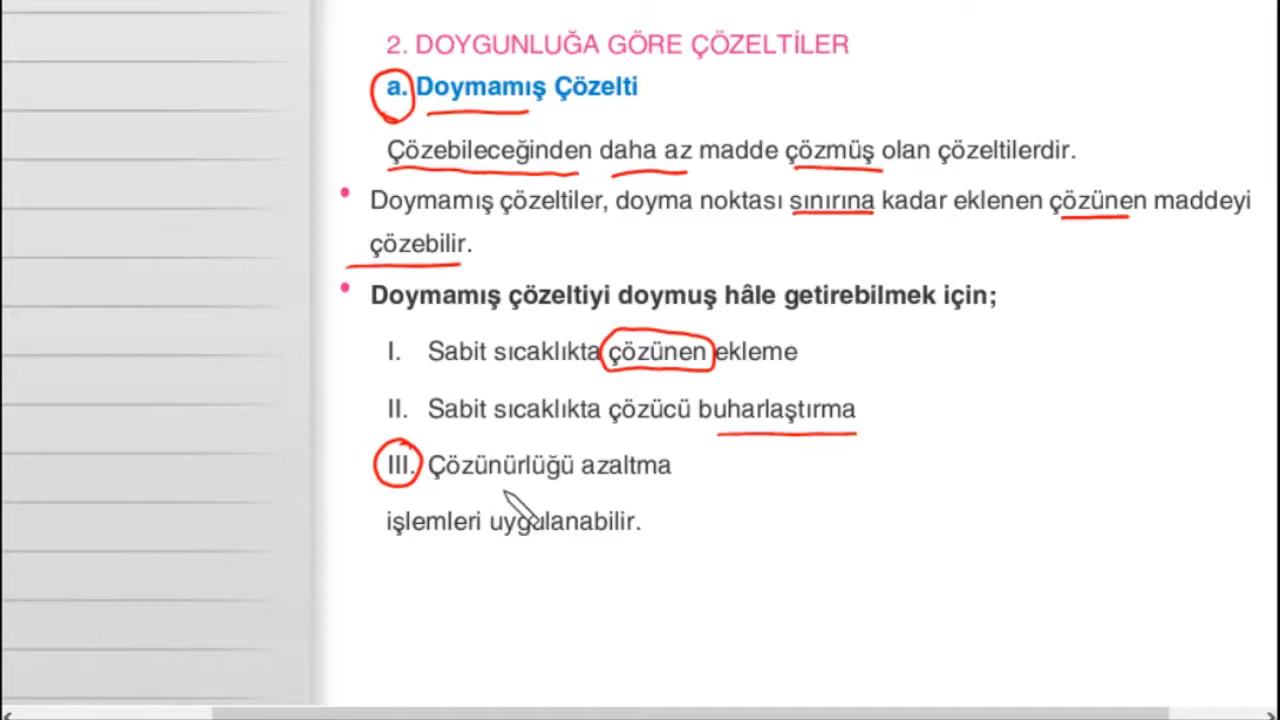 2. DOYGUNLUĞA GÖRE ÇÖZELTİLER
a. Doymamış Çözelti
Çözebileceğinden daha az madde çözmüş olan çözeltilerdir.
• Doymamış çözeltiler, doyma noktası sınırına kadar eklenen çözünen maddeyi
çözebilir.
• Doymamış çözeltiyi doymuş hâle getirebilmek için;
I. Sabit sıcaklıkta çözünen ekleme
II. Sabit sıcaklıkta çözücü buharlaştırma
III. Çözünürlüğü azaltma
işlemleri uygulanabilir.